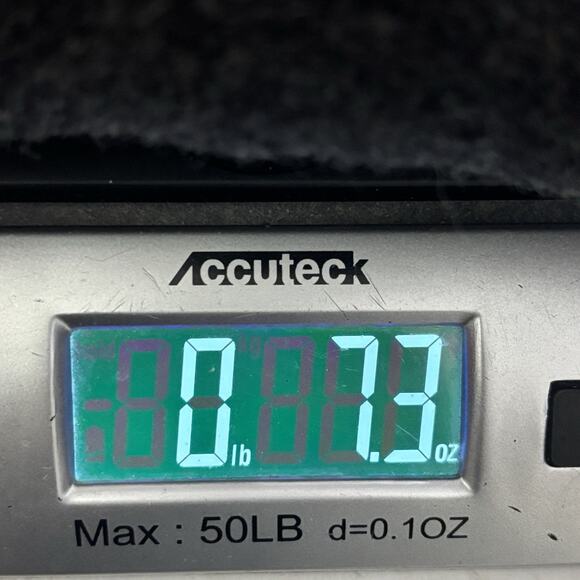 Accuteck
0 lb 7.3 oz
Max : 50LB d=0.1OZ